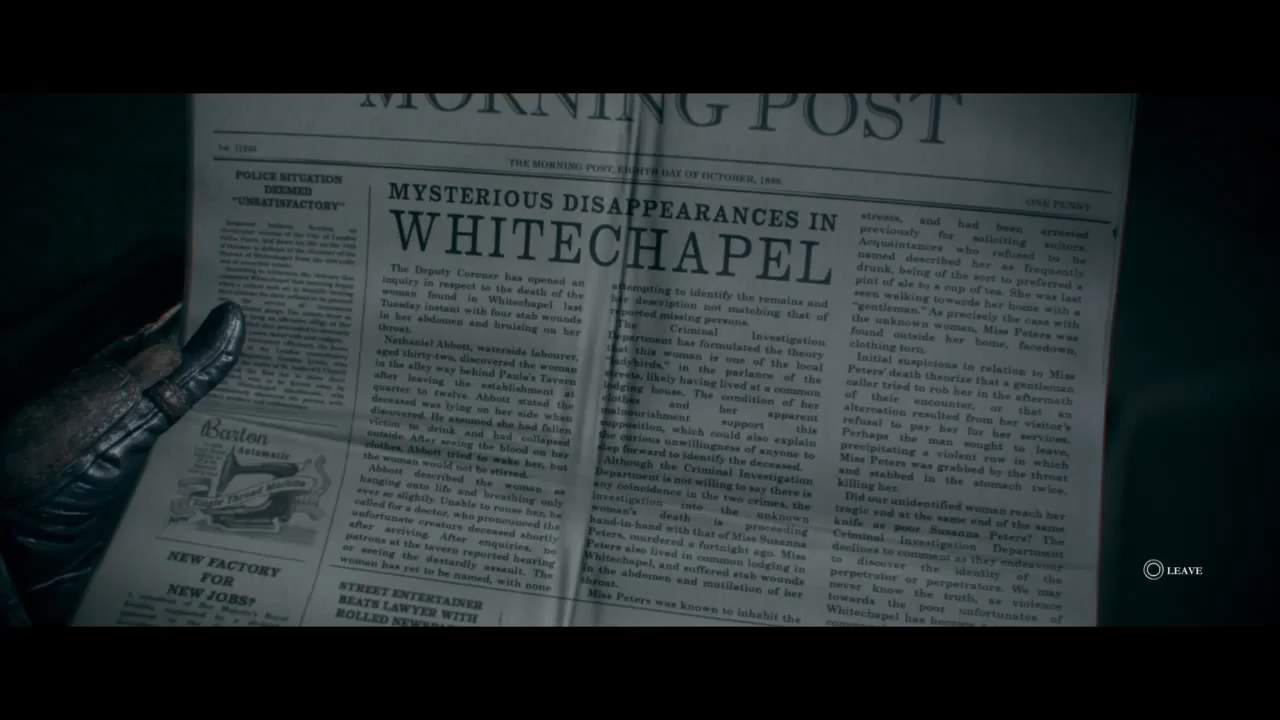 MORNING POST
THE MORNING POST, EIGHTH DAY OF OCTOBER, 1886.
ONE PENNY
POLICE SITUATION
DEEMED
"UNSATISFACTORY"
Barton
Automatic
Single Thread Machine
NEW FACTORY
FOR
NEW JOBS?
MYSTERIOUS DISAPPEARANCES IN
WHITECHAPEL
The Deputy Coroner has opened an
inquiry in respect to the death of the
woman found in Whitechapel last
Tuesday instant with four stab wounds
in her abdomen and bruising on her
throat.
Nathaniel Abbott, waterside labourer,
aged thirty-two, discovered the woman
in the alley way behind Paula's Tavern
after leaving the establishment at
quarter to twelve. Abbott stated the
deceased was lying on her side when
discovered. He assumed she had fallen
victim to drink and had collapsed
outside. After seeing the blood on her
clothes, Abbott tried to wake her, but
the woman would not be stirred.
Abbott described the woman as
hanging onto life and breathing only
ever so slightly. Unable to rouse her, he
called for a doctor, who pronounced the
unfortunate creature deceased shortly
after arriving. After enquiries, no
patrons at the tavern reported hearing
or seeing the dastardly assault. The
woman has yet to be named, with none
STREET ENTERTAINER
BEATS LAWYER WITH
ROLLED
attempting to identify the remains and
her description not matching that of
reported missing persons.
The Criminal Investigation
Department has formulated the theory
that this woman is one of the local
"ladybirds," in the parlance of the
streets, likely having lived at a common
lodging house. The condition of her
clothes and her apparent
malnourishment support this
supposition, which could also explain
the curious unwillingness of anyone to
step forward to identify the deceased.
Although the Criminal Investigation
Department is not willing to say there is
any coincidence in the two crimes, the
investigation into the unknown
woman's death is proceeding
hand-in-hand with that of Miss Susanna
Peters, murdered a fortnight ago. Miss
Peters also lived in common lodging in
Whitechapel, and suffered stab wounds
in the abdomen and mutilation of her
throat.
Miss Peters was known to inhabit the
streets, and had been arrested
previously for soliciting suitors.
Acquaintances who refused to be
named described her as frequently
drunk, being of the sort to preferred a
pint of ale to a cup of tea. She was last
seen walking towards her home with a
"gentleman." As precisely the case with
the unknown woman, Miss Peters was
found outside her home, facedown,
clothing torn.
Initial suspicions in relation to Miss
Peters' death theorize that a gentleman
caller tried to rob her in the aftermath
of their encounter, or that an
altercation resulted from her visitor's
refusal to pay her for her services.
Perhaps the man sought to leave,
precipitating a violent row in which
Miss Peters was grabbed by the throat
and stabbed in the stomach twice,
killing her.
Did our unidentified woman reach her
tragic end at the same end of the same
knife as poor Susanna Peters? The
Criminal Investigation Department
declines to comment as they endeavour
to discover the identity of the
perpetrator or perpetrators. We may
never know the truth, as violence
towards the poor unfortunates of
Whitechapel has become
LEAVE